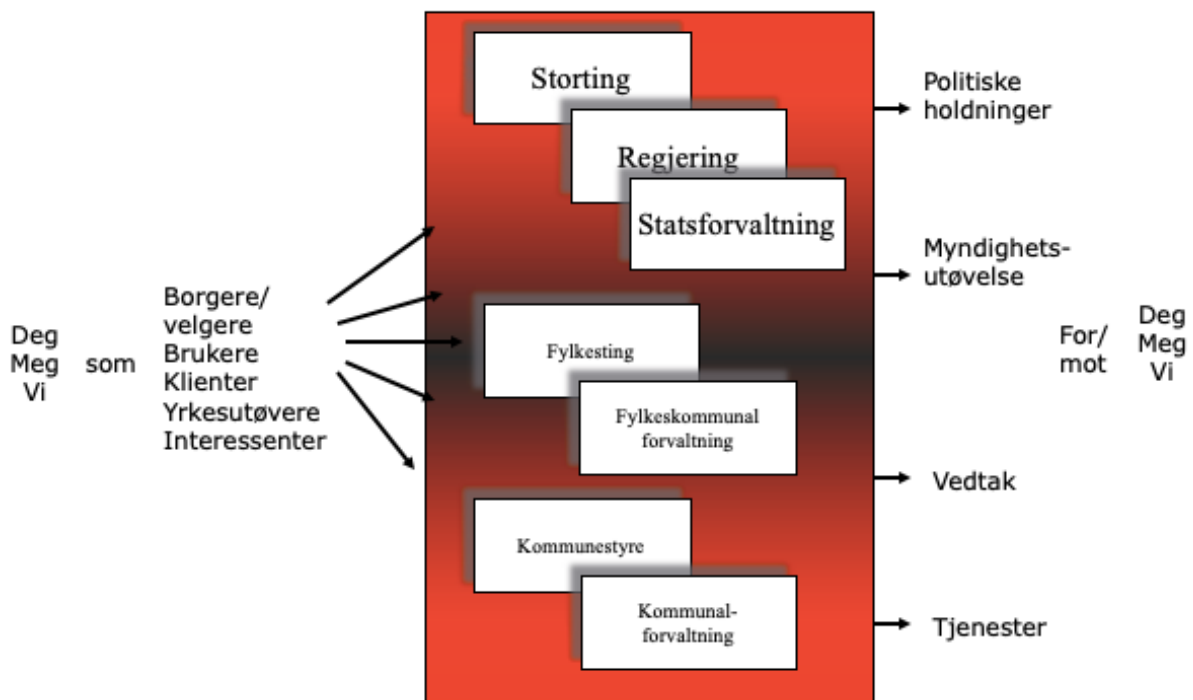 Deg
Meg
Vi
som
Borgere/
velgere
Brukere
Klienter
Yrkesutøvere
Interessenter
Storting
Regjering
Statsforvaltning
Fylkesting
Fylkeskommunal
forvaltning
Kommunestyre
Kommunal-
forvaltning
Politiske
holdninger
Myndighets-
utøvelse
Vedtak
Tjenester
For/
mot
Deg
Meg
Vi